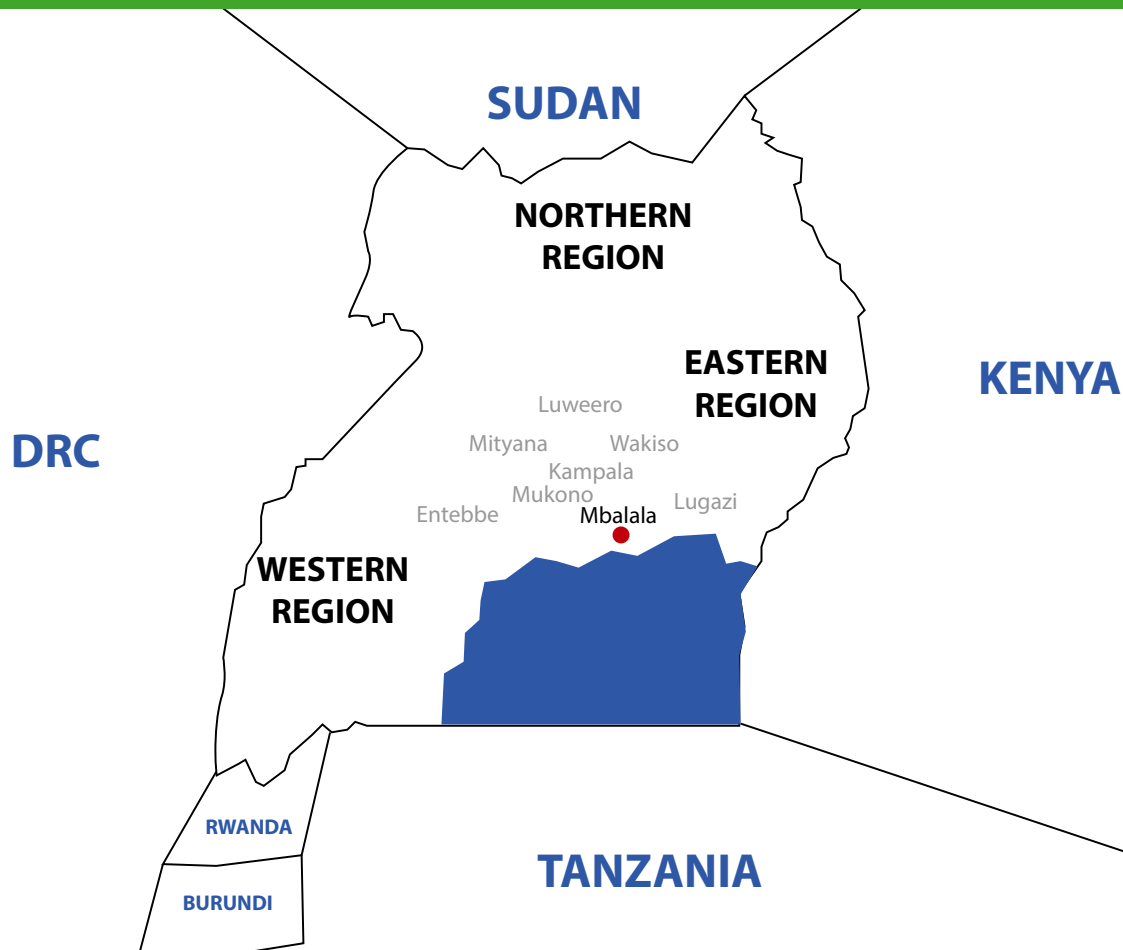 SUDAN
NORTHERN
REGION
EASTERN
REGION
KENYA
Luweero
DRC
Mityana
Wakiso
Kampala
Mukono
Lugazi
Entebbe
Mbalala
WESTERN
REGION
RWANDA
TANZANIA
BURUNDI